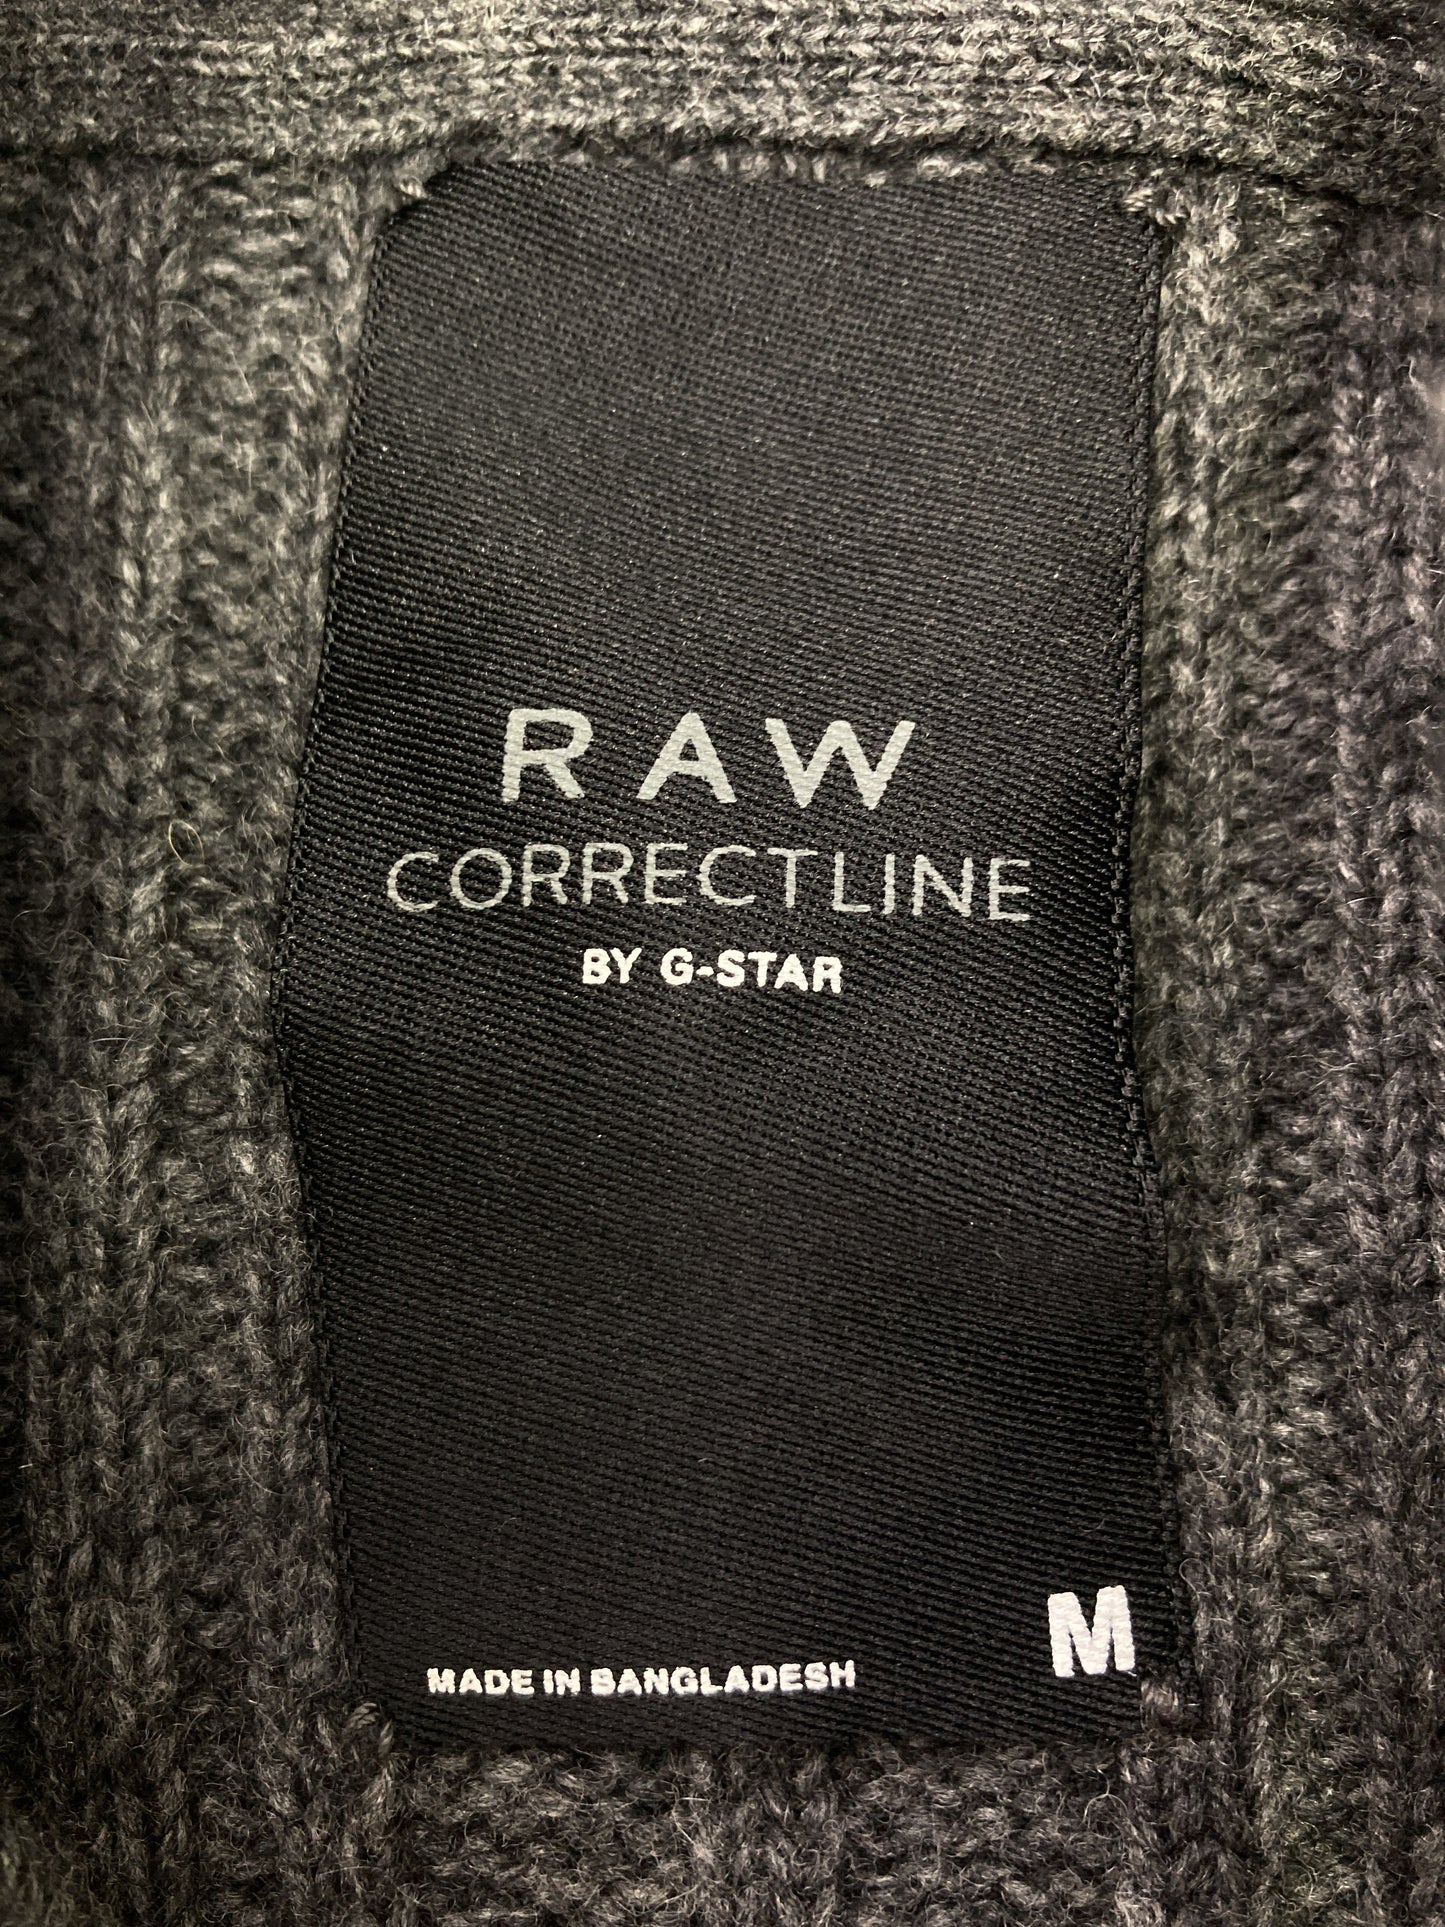 RAW
CORRECTLINE
BY G-STAR
M
MADE IN BANGLADESH